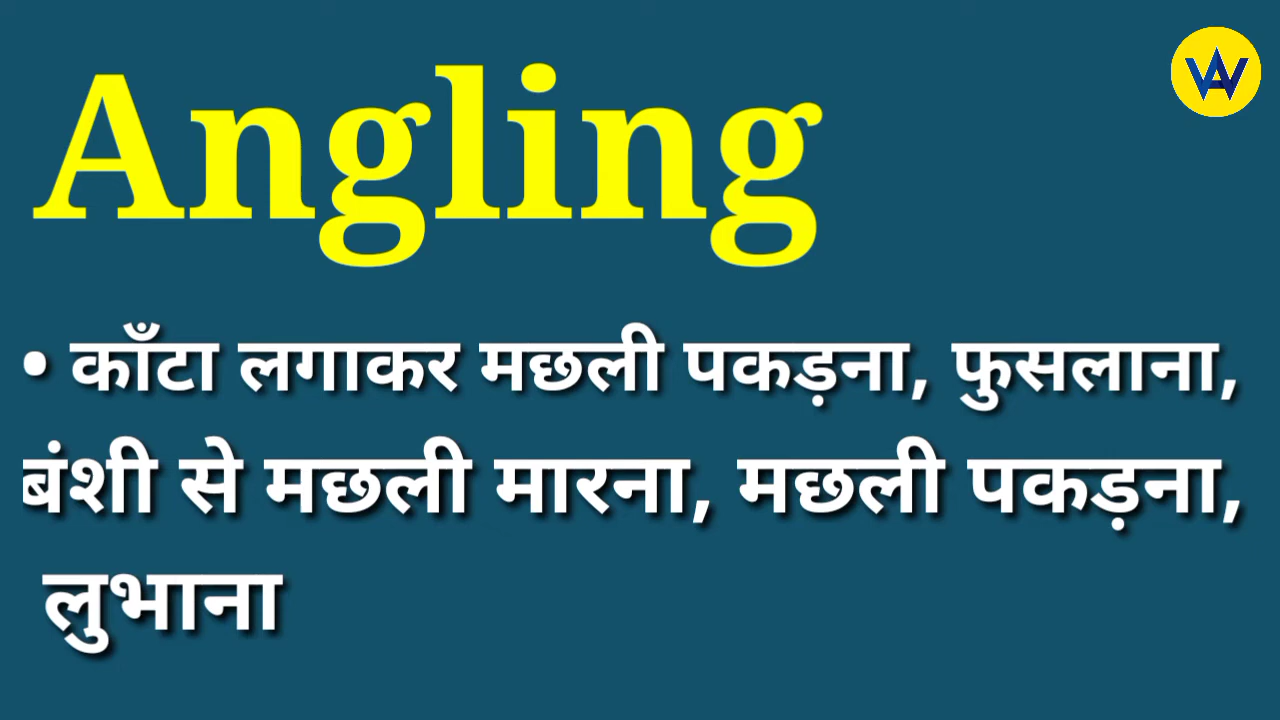 Angling
• काँटा लगाकर मछली पकड़ना, फुसलाना,
बंशी से मछली मारना, मछली पकड़ना,
लुभाना